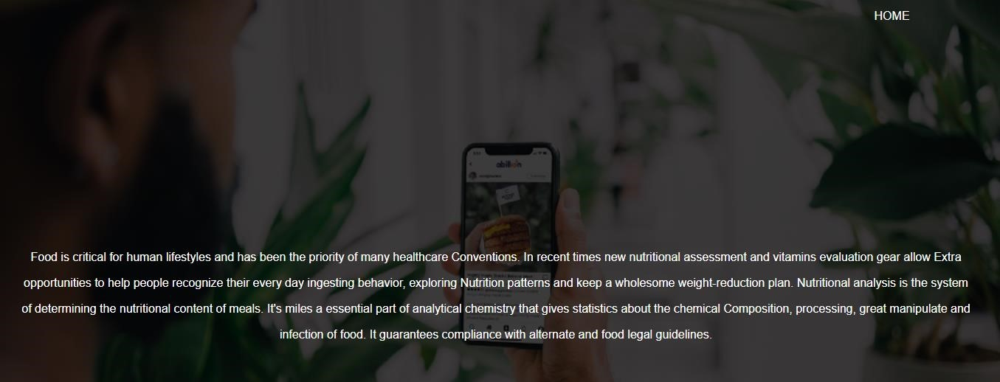 HOME
abillion
Food is critical for human lifestyles and has been the priority of many healthcare Conventions. In recent times new nutritional assessment and vitamins evaluation gear allow Extra
opportunities to help people recognize their every day ingesting behavior, exploring Nutrition patterns and keep a wholesome weight-reduction plan. Nutritional analysis is the system
of determining the nutritional content of meals. It's miles a essential part of analytical chemistry that gives statistics about the chemical Composition, processing, great manipulate and
infection of food. It guarantees compliance with alternate and food legal guidelines.